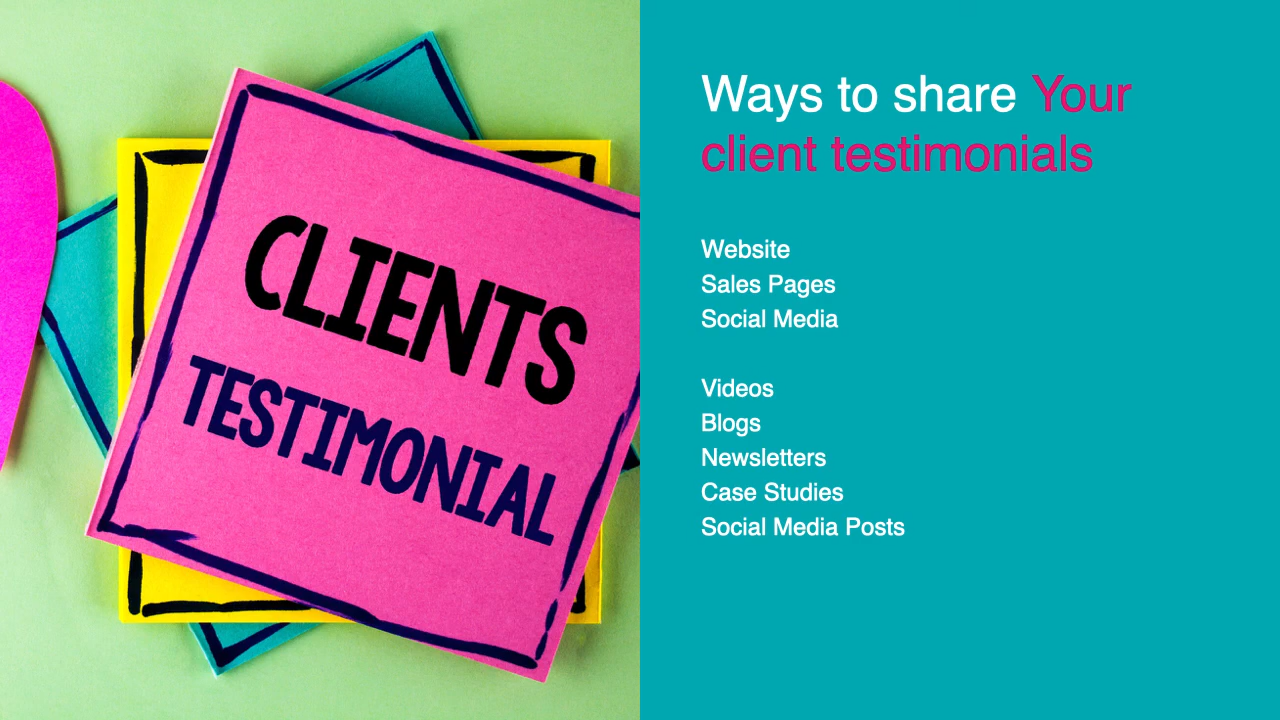 CLIENTS
TESTIMONIAL
Ways to share Your
client testimonials
Website
Sales Pages
Social Media
Videos
Blogs
Newsletters
Case Studies
Social Media Posts